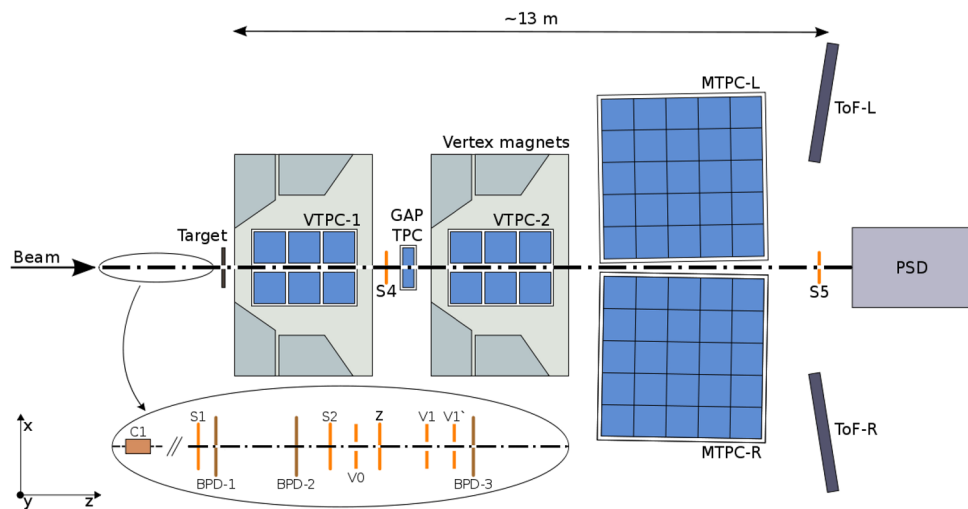 ~13 m
MTPC-L
ToF-L
Vertex magnets
VTPC-1
GAP
TPC
VTPC-2
Target
Beam
S4
S5
PSD
x
y
z
C1
S1
BPD-1
BPD-2
S2
V0
Z
V1
V1`
BPD-3
MTPC-R
ToF-R